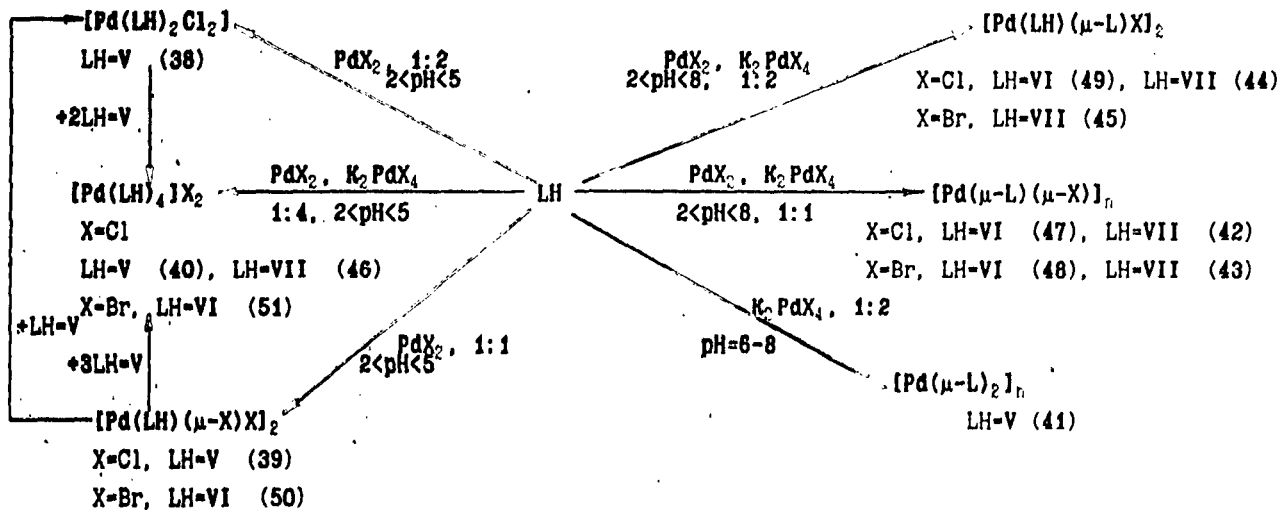 [Pd(LH)₂Cl₂]
LH=V (38)
+2LH=V
PdX₂, 1:2
2<pH<5
PdX₂, K₂PdX₄
2<pH<8, 1:2
[Pd(LH)(μ-L)X]₂
X=Cl, LH=VI (49), LH=VII (44)
X=Br, LH=VII (45)
[Pd(LH)₄]X₂
X=Cl
LH=V (40), LH=VII (46)
X=Br, LH=VI (51)
PdX₂, K₂PdX₄
1:4, 2<pH<5
LH
PdX₂, K₂PdX₄
2<pH<8, 1:1
[Pd(μ-L)(μ-X)]ₙ
X=Cl, LH=VI (47), LH=VII (42)
X=Br, LH=VI (48), LH=VII (43)
+LH=V
+3LH=V
PdX₂, 1:1
2<pH<5
K₂PdX₄, 1:2
pH=6-8
[Pd(μ-L)₂]ₙ
LH=V (41)
[Pd(LH)(μ-X)X]₂
X=Cl, LH=V (39)
X=Br, LH=VI (50)